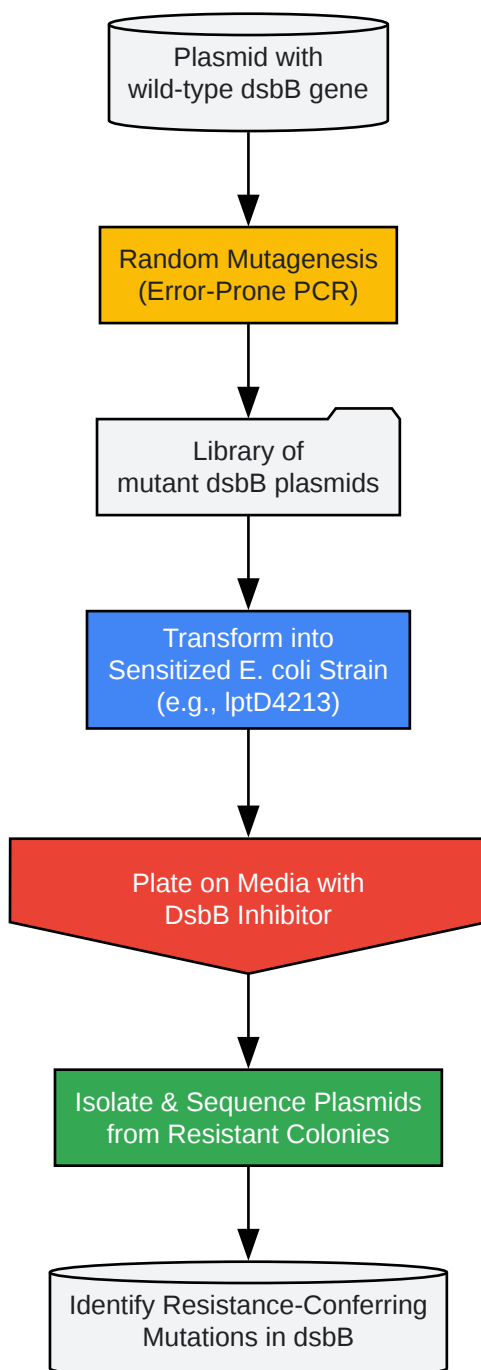 Plasmid with
wild-type dsbB gene
Random Mutagenesis
(Error-Prone PCR)
Library of
mutant dsbB plasmids
Transform into
Sensitized E. coli Strain
(e.g., lptD4213)
Plate on Media with
DsbB Inhibitor
Isolate & Sequence Plasmids
from Resistant Colonies
Identify Resistance-Conferring
Mutations in dsbB